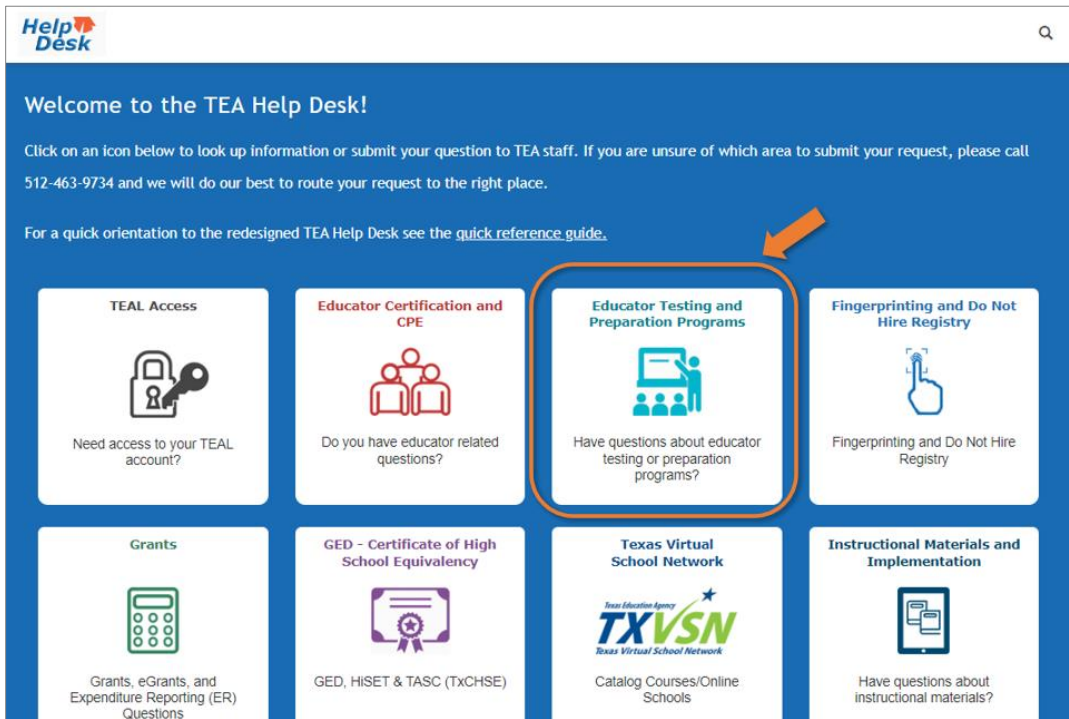 Help
Desk
Welcome to the TEA Help Desk!
Click on an icon below to look up information or submit your question to TEA staff. If you are unsure of which area to submit your request, please call
512-463-9734 and we will do our best to route your request to the right place.
For a quick orientation to the redesigned TEA Help Desk see the quick reference guide.
TEAL Access
Need access to your TEAL
account?
Educator Certification and
CPE
Do you have educator related
questions?
Educator Testing and
Preparation Programs
Have questions about educator
testing or preparation
programs?
Fingerprinting and Do Not
Hire Registry
Fingerprinting and Do Not Hire
Registry
Grants
Grants, eGrants, and
Expenditure Reporting (ER)
Questions
GED - Certificate of High
School Equivalency
GED, HiSET & TASC (TxCHSE)
Texas Virtual
School Network
Texas Education Agency
TXVSN
Texas Virtual School Network
Catalog Courses/Online
Schools
Instructional Materials and
Implementation
Have questions about
instructional materials?